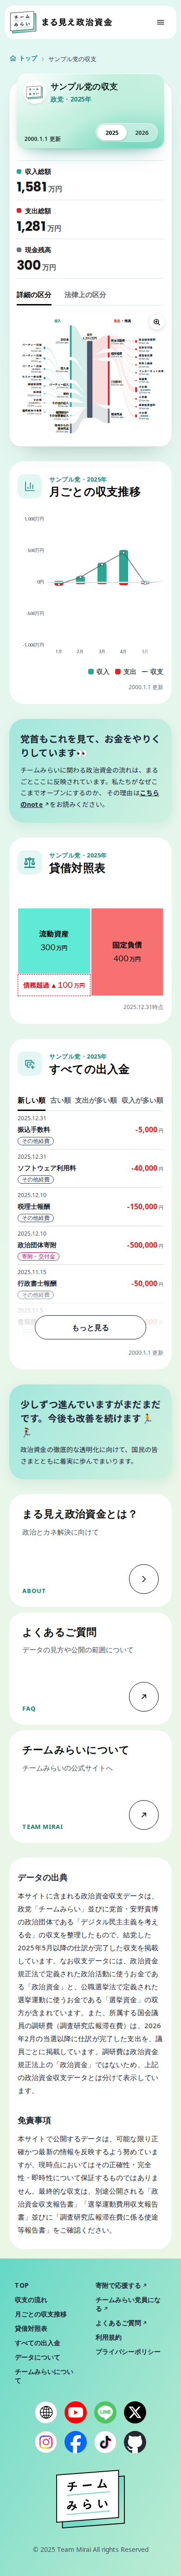 チーム
みらい
まる見え政治資金
トップ › サンプル党の収支
サンプル党の収支
政党・2025年
2000.1.1 更新
2025
2026
収入総額
1,581万円
支出総額
1,281万円
現金残高
300万円
詳細の区分
法律上の区分
サンプル党・2025年
月ごとの収支推移
1,000万円
500万円
0円
-500万円
-1,000万円
1月 2月 3月 4月 5月
収入 支出 収支
2000.1.1 更新
党首もこれを見て、お金をやりく
りしています👀
チームみらいに関わる政治資金の流れは、まる
ごとここに反映されています。私たちがなぜこ
こまでオープンにするのか、その理由はこちら
のnote↗をお読みください。
サンプル党・2025年
貸借対照表
流動資産
300万円
固定負債
400万円
債務超過 ▲ 100万円
2025.12.31時点
サンプル党・2025年
すべての出入金
新しい順 古い順 支出が多い順 収入が多い順
2025.12.31
振込手数料 -5,000円
その他経費
2025.12.31
ソフトウェア利用料 -40,000円
その他経費
2025.12.10
税理士報酬 -150,000円
その他経費
2025.12.10
政治団体寄附 -500,000円
寄附・交付金
2025.11.15
行政書士報酬 -50,000円
その他経費
もっと見る
2000.1.1 更新
少しずつ進んでいますがまだまだ
です。今後も改善を続けます🏃
🏃‍♀️
政治資金の徹底的な透明化に向けて、国民の皆
さまとともに着実に歩んでまいります。
まる見え政治資金とは？
政治とカネ解決に向けて
ABOUT
よくあるご質問
データの見方や公開の範囲について
FAQ
チームみらいについて
チームみらいの公式サイトへ
TEAM MIRAI
データの出典
本サイトに含まれる政治資金収支データは、
政党「チームみらい」並びに党首・安野貴博
の政治団体である「デジタル民主主義を考え
る会」の収支を整理したもので、結党した
2025年5月以降の仕訳が完了した収支を掲載
しています。なお収支データには、政治資金
規正法で定義された政治活動に使うお金であ
る「政治資金」と、公職選挙法で定義された
選挙運動に使うお金である「選挙資金」の双
方が含まれています。また、所属する国会議
員の調研費（調査研究広報滞在費）は、2026
年2月の当選以降に仕訳が完了した支出を、議
員ごとに掲載しています。調研費は政治資金
規正法上の「政治資金」ではないため、上記
の政治資金収支データとは分けて表示してい
ます。
免責事項
本サイトで公開するデータは、可能な限り正
確かつ最新の情報を反映するよう努めています
が、現時点においてはその正確性・完全
性・即時性について保証するものではありま
せん。最終的な収支は、別途公開される「政
治資金収支報告書」「選挙運動費用収支報告
書」並びに「調査研究広報滞在費に係る使途
等報告書」をご確認ください。
TOP
収支の流れ
月ごとの収支推移
貸借対照表
すべての出入金
データについて
チームみらいについ
て
寄附で応援する↗
チームみらい党員にな
る↗
よくあるご質問↗
利用規約
プライバシーポリシー
LINE
チーム
みらい
© 2025 Team Mirai All rights Reserved